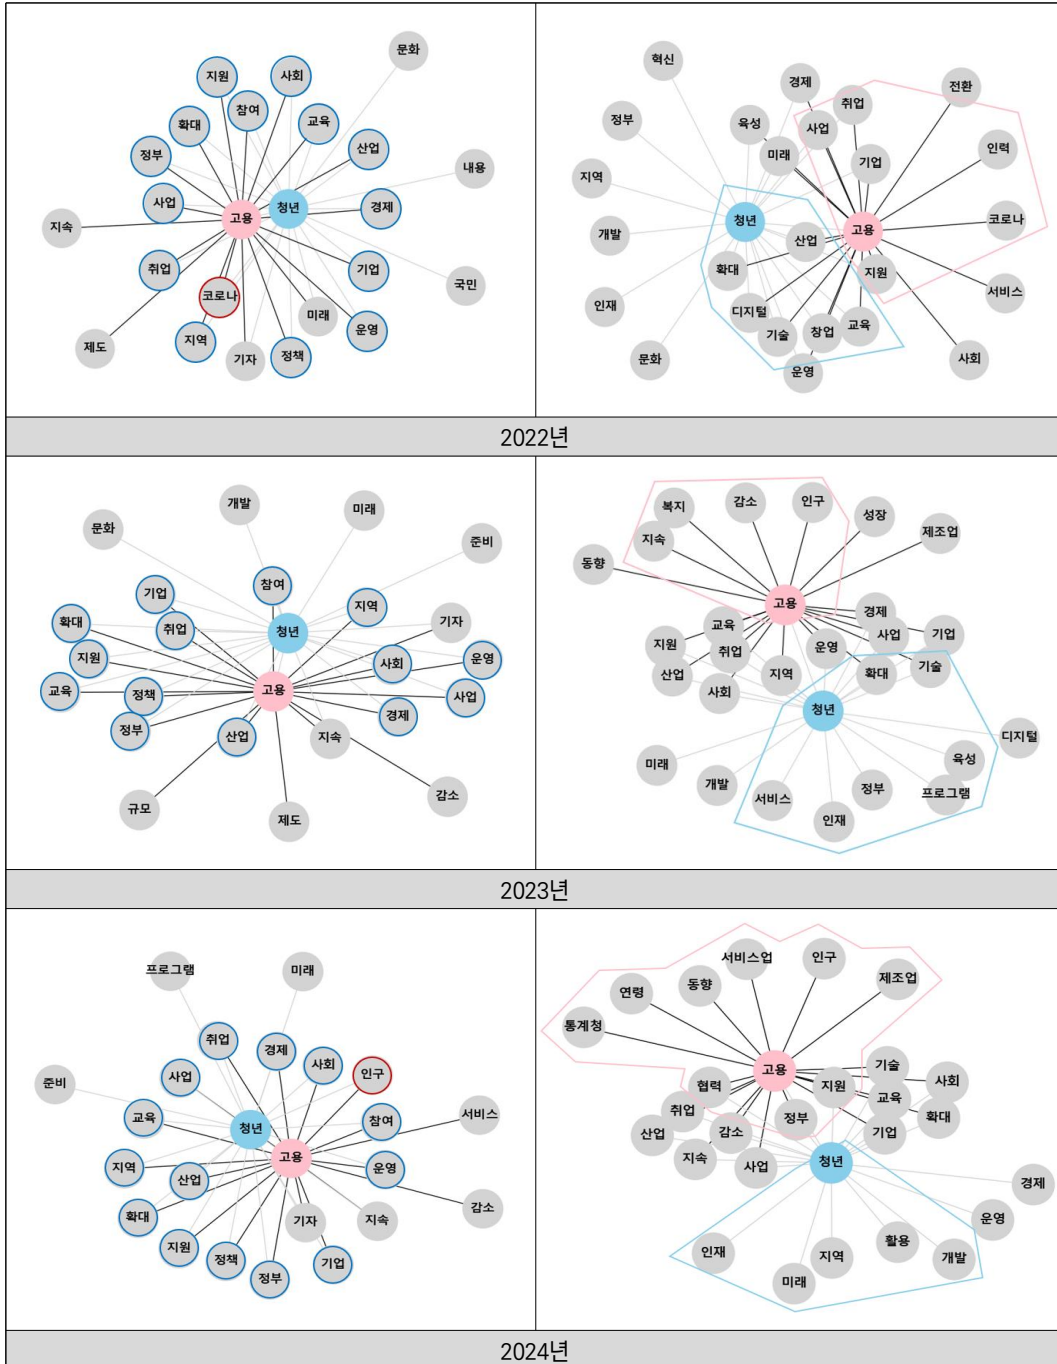 문화
지원
사회
참여
교육
확대
산업
정부
내용
사업
고용
청년
경제
지속
취업
기업
코로나
국민
미래
운영
지역
제도
기자
정책
혁신
경제
전환
취업
정부
육성
사업
인력
미래
기업
지역
코로나
청년
개발
산업
고용
확대
지원
서비스
인재
디지털
기술
창업
교육
문화
운영
사회
2022년
개발
미래
문화
준비
참여
기업
지역
확대
취업
청년
기자
지원
사회
운영
교육
정책
고용
사업
정부
산업
경제
지속
규모
제도
감소
복지
감소
인구
성장
지속
제조업
동향
고용
경제
교육
사업
기업
지원
취업
운영
산업
지역
확대
기술
사회
청년
디지털
미래
개발
육성
서비스
정부
프로그램
인재
2023년
프로그램
미래
취업
경제
사회
인구
사업
준비
교육
참여
서비스
청년
지역
고용
운영
산업
확대
기자
지속
감소
지원
정책
정부
기업
서비스업
인구
동향
연령
제조업
통계청
고용
기술
협력
지원
사회
취업
교육
정부
확대
산업
감소
기업
지속
사업
청년
경제
인재
지역
활용
운영
개발
미래
2024년